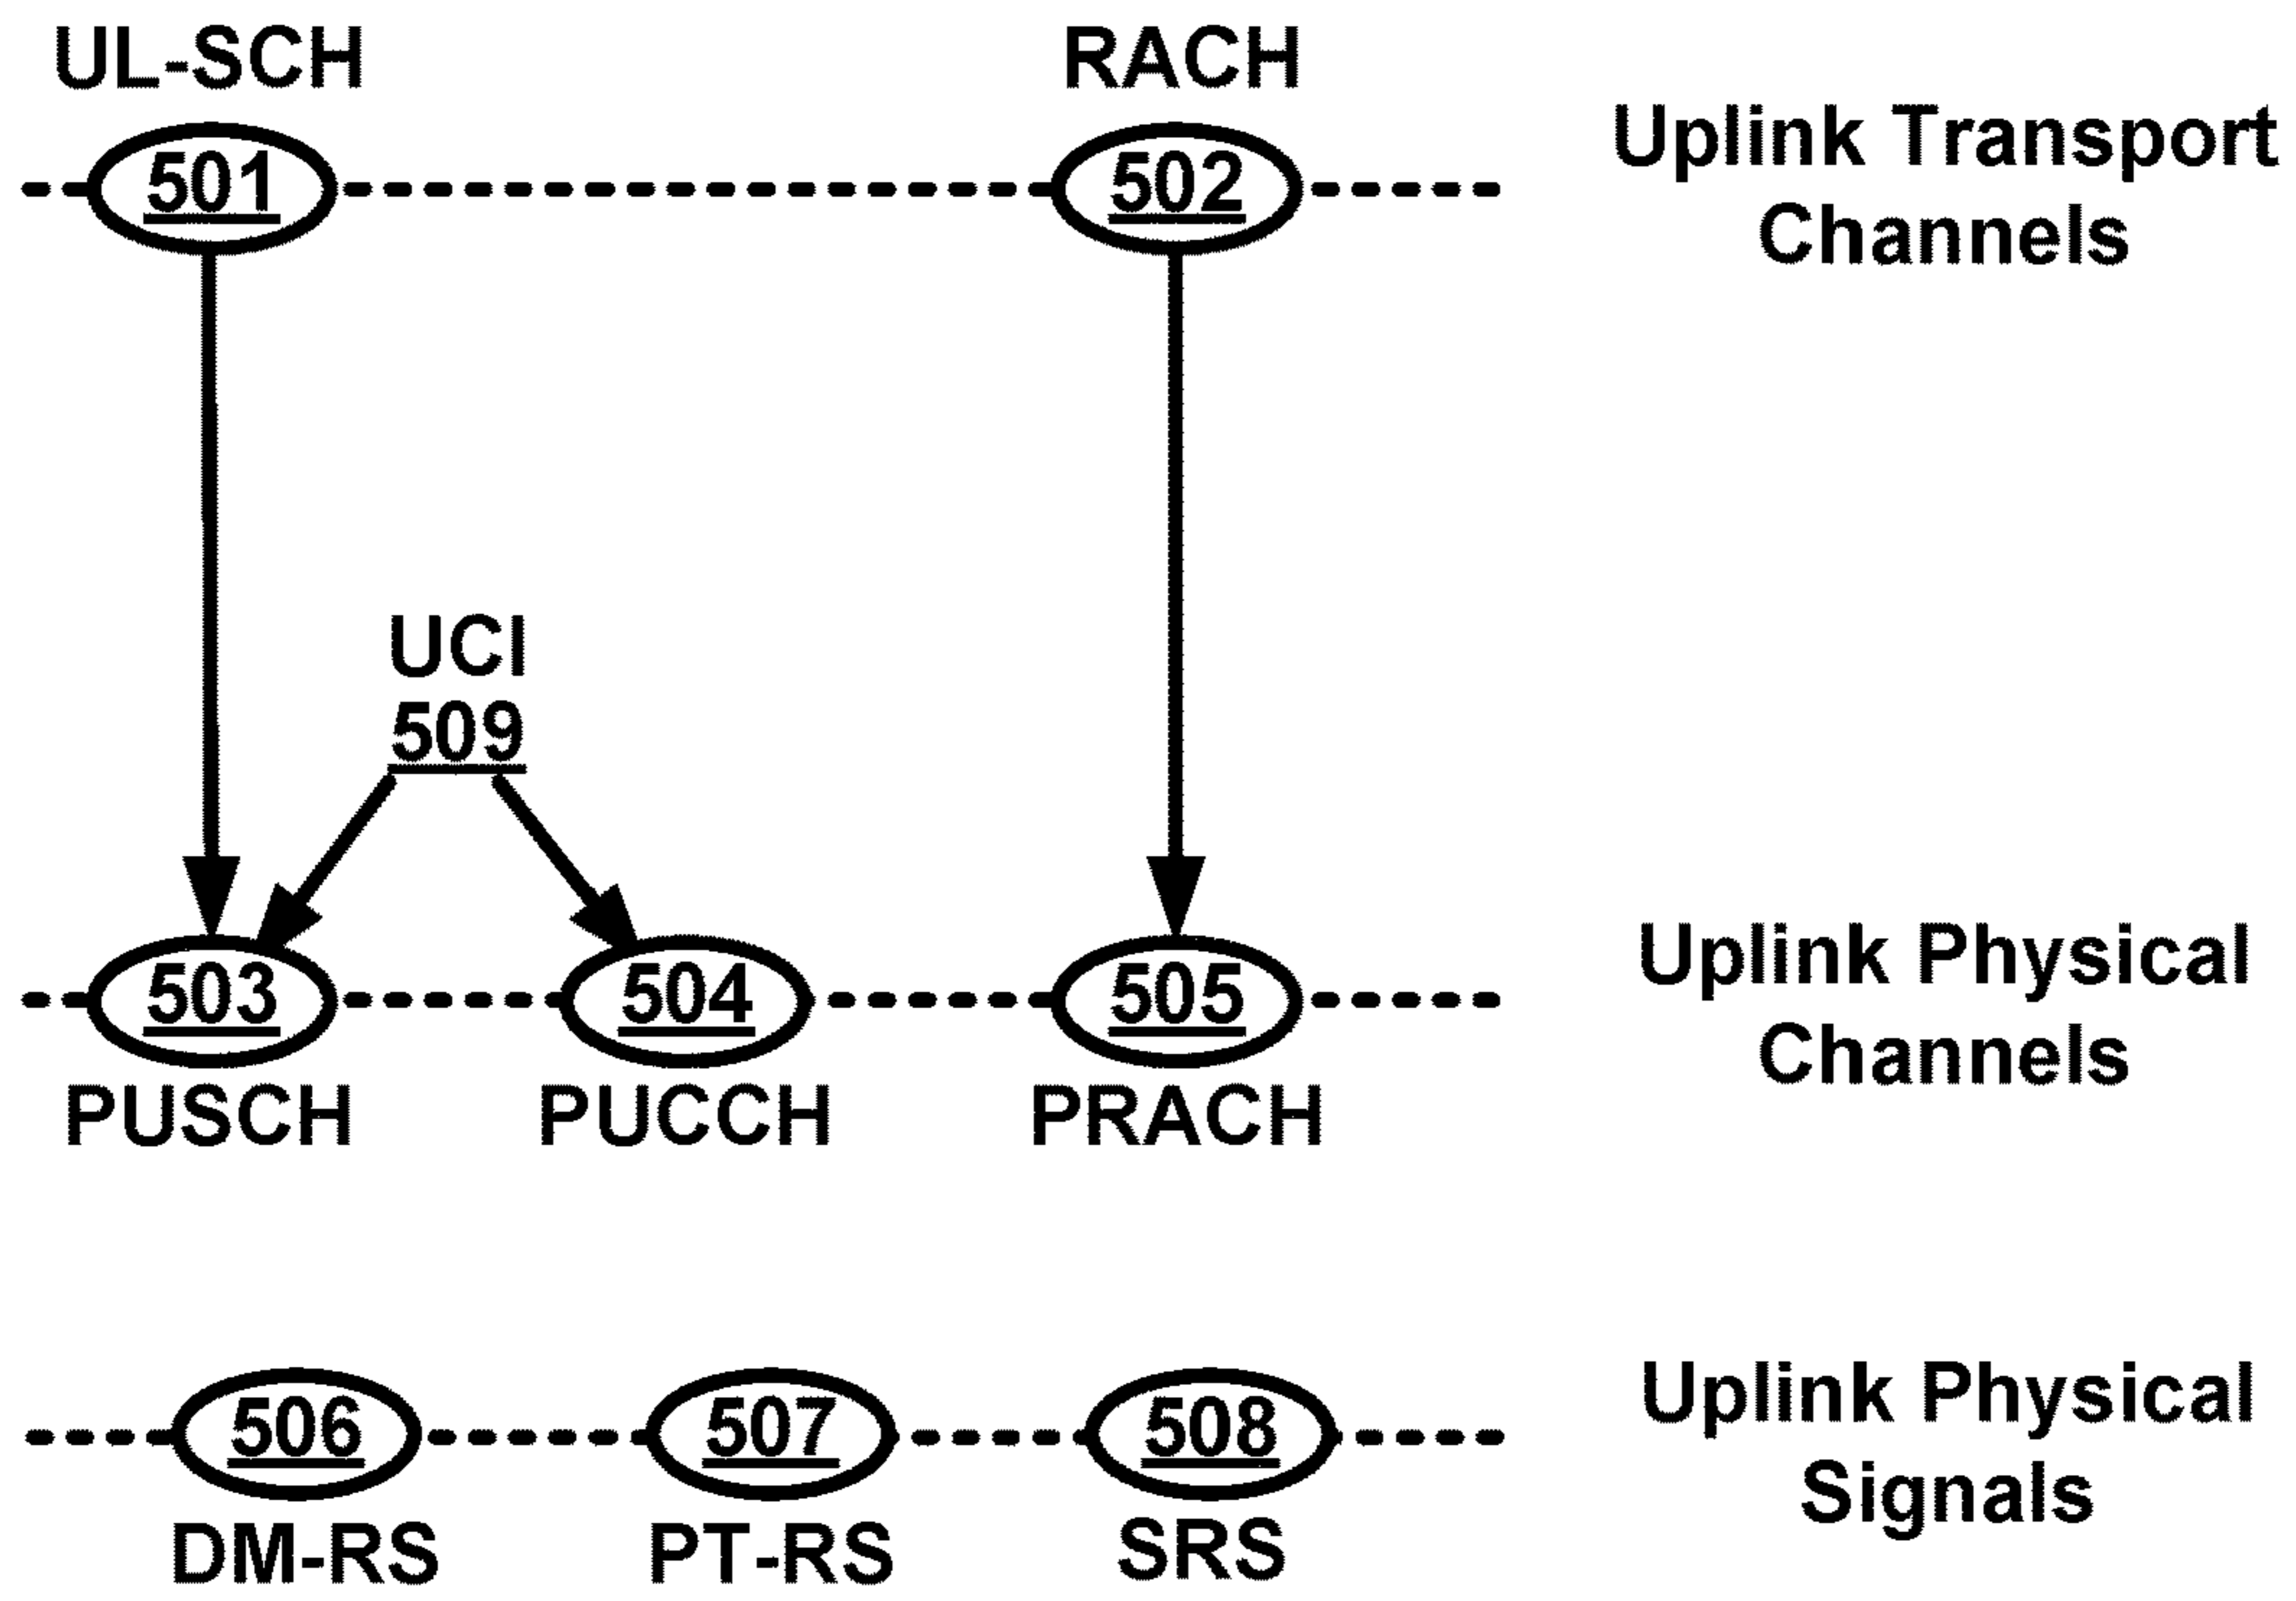 UL-SCH
RACH
501
502
Uplink Transport
Channels
UCI
509
503
504
505
Uplink Physical
Channels
PUSCH
PUCCH
PRACH
506
507
508
Uplink Physical
Signals
DM-RS
PT-RS
SRS